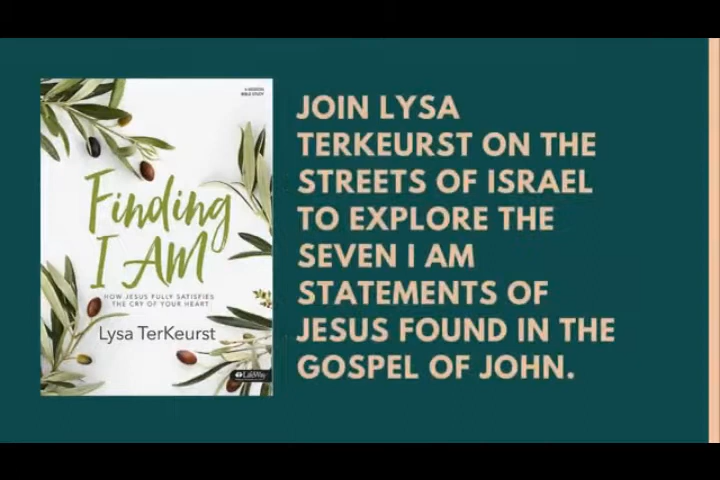 Finding
I AM
HOW JESUS FULLY SATISFIES
THE CRY OF YOUR HEART
Lysa TerKeurst
LifeWay
JOIN LYSA
TERKEURST ON THE
STREETS OF ISRAEL
TO EXPLORE THE
SEVEN I AM
STATEMENTS OF
JESUS FOUND IN THE
GOSPEL OF JOHN.